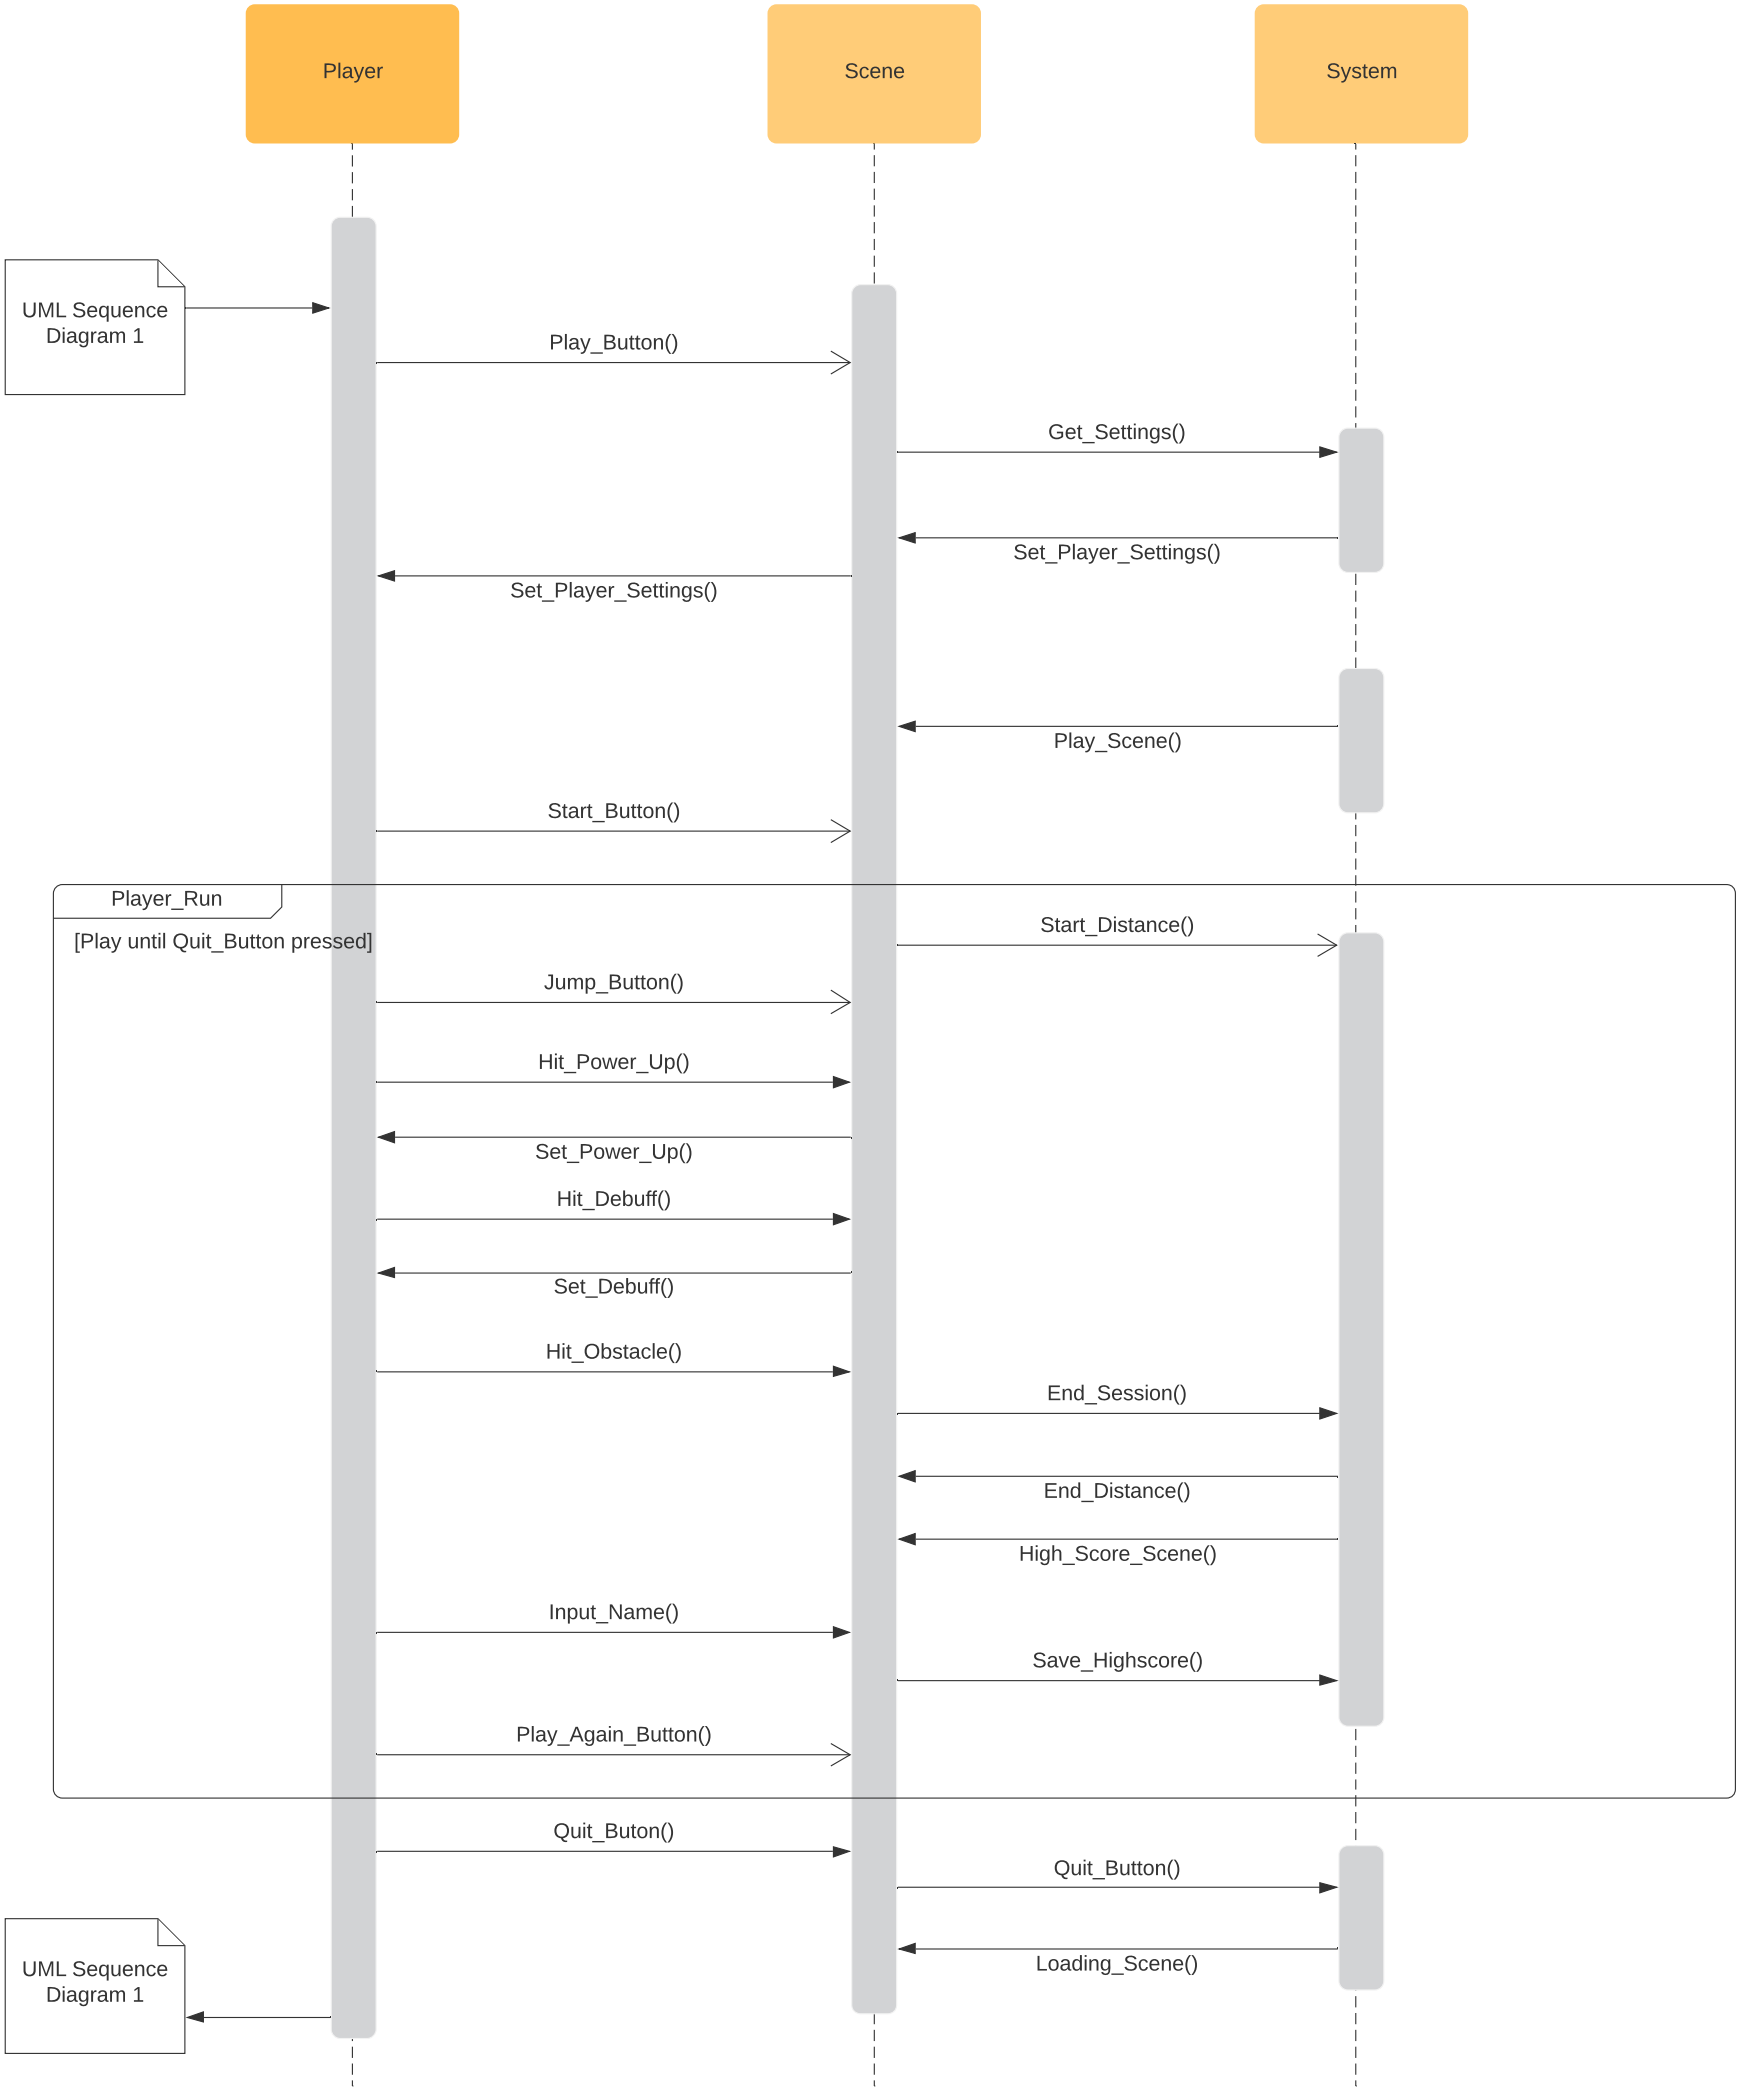 Player
Scene
System
UML Sequence
Diagram 1
Play_Button()
Get_Settings()
Set_Player_Settings()
Set_Player_Settings()
Play_Scene()
Start_Button()
Player_Run
Start_Distance()
[Play until Quit_Button pressed]
Jump_Button()
Hit_Power_Up()
Set_Power_Up()
Hit_Debuff()
Set_Debuff()
Hit_Obstacle()
End_Session()
End_Distance()
High_Score_Scene()
Input_Name()
Save_Highscore()
Play_Again_Button()
Quit_Buton()
Quit_Button()
Loading_Scene()
UML Sequence
Diagram 1